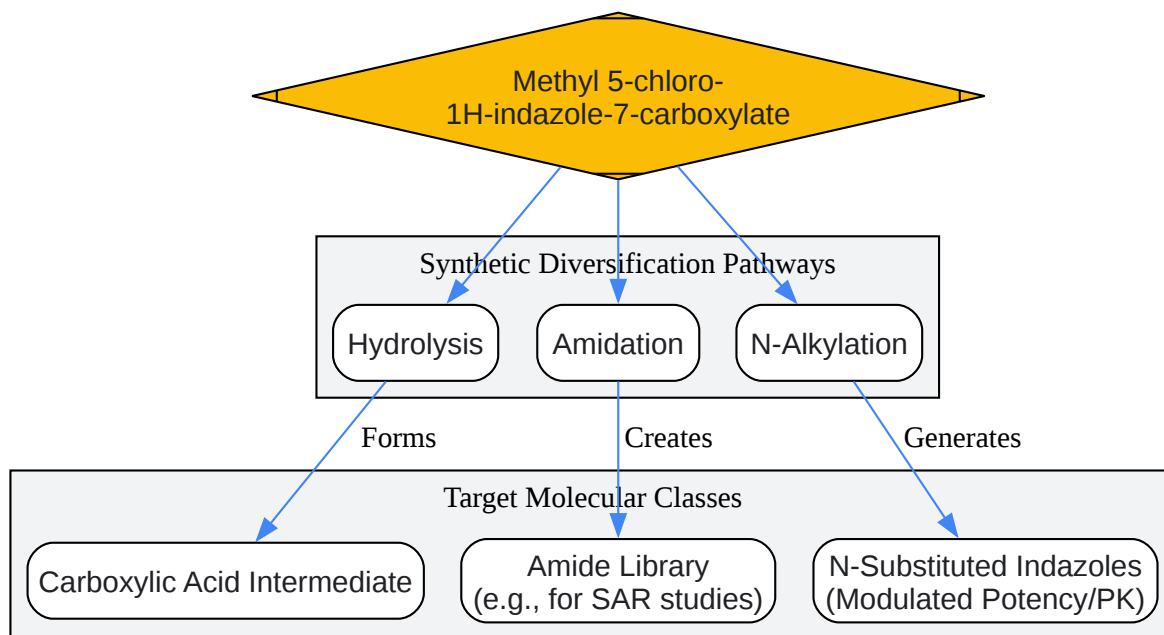 Methyl 5-chloro-
1H-indazole-7-carboxylate
Synthetic Diversification Pathways
Hydrolysis
Amidation
N-Alkylation
Forms
Creates
Generates
Target Molecular Classes
Carboxylic Acid Intermediate
Amide Library
(e.g., for SAR studies)
N-Substituted Indazoles
(Modulated Potency/PK)